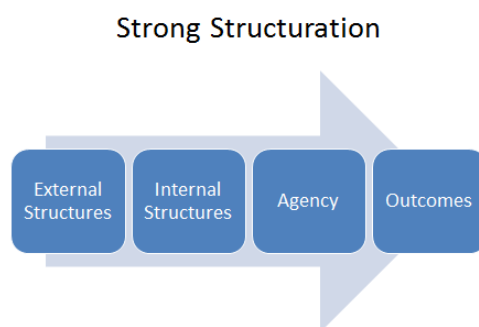 Strong Structuration
External
Structures
Internal
Structures
Agency
Outcomes